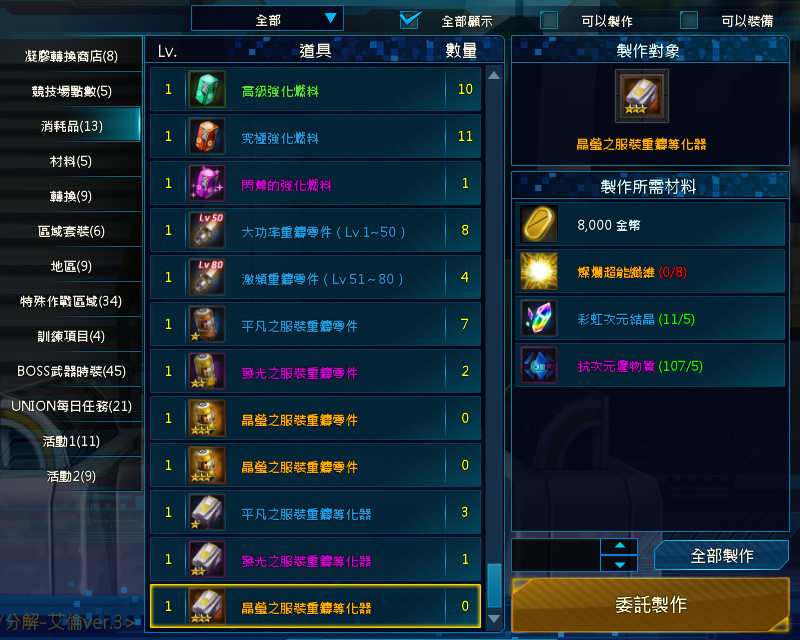 全部
全部顯示
可以製作
可以裝備
凝膠轉換商店(8)
競技場點數(5)
消耗品(13)
材料(5)
轉換(9)
區域套裝(6)
地區(9)
特殊作戰區域(34)
訓練項目(4)
BOSS武器時裝(45)
UNION每日任務(21)
活動1(11)
活動2(9)
Lv. 道具 數量
1 高級強化燃料 10
1 究極強化燃料 11
1 閃爍的強化燃料 1
Lv 50
1 大功率重鑄零件 ( Lv.1~50 ) 8
Lv 80
1 激頻重鑄零件 ( Lv.51~80 ) 4
1 平凡之服裝重鑄零件 7
1 發光之服裝重鑄零件 2
1 晶瑩之服裝重鑄零件 0
1 晶瑩之服裝重鑄零件 0
1 平凡之服裝重鑄等化器 3
1 發光之服裝重鑄等化器 1
1 晶瑩之服裝重鑄等化器 0
製作對象
晶瑩之服裝重鑄等化器
製作所需材料
8,000 金幣
燦爛超能纖維 (0/8)
彩虹次元結晶 (11/5)
抗次元塵物質 (107/5)
全部製作
委託製作
/分解-艾倫ver.3>